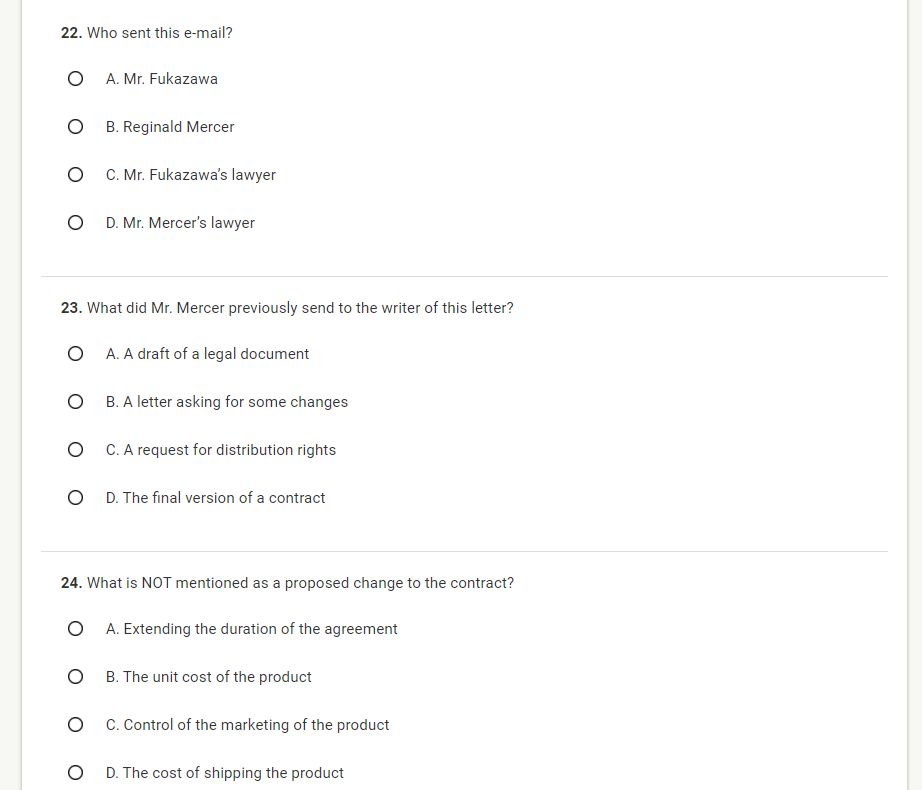 22. Who sent this e-mail?
A. Mr. Fukazawa
B. Reginald Mercer
C. Mr. Fukazawa's lawyer
D. Mr. Mercer's lawyer
23. What did Mr. Mercer previously send to the writer of this letter?
A. A draft of a legal document
B. A letter asking for some changes
C. A request for distribution rights
D. The final version of a contract
24. What is NOT mentioned as a proposed change to the contract?
A. Extending the duration of the agreement
B. The unit cost of the product
C. Control of the marketing of the product
D. The cost of shipping the product